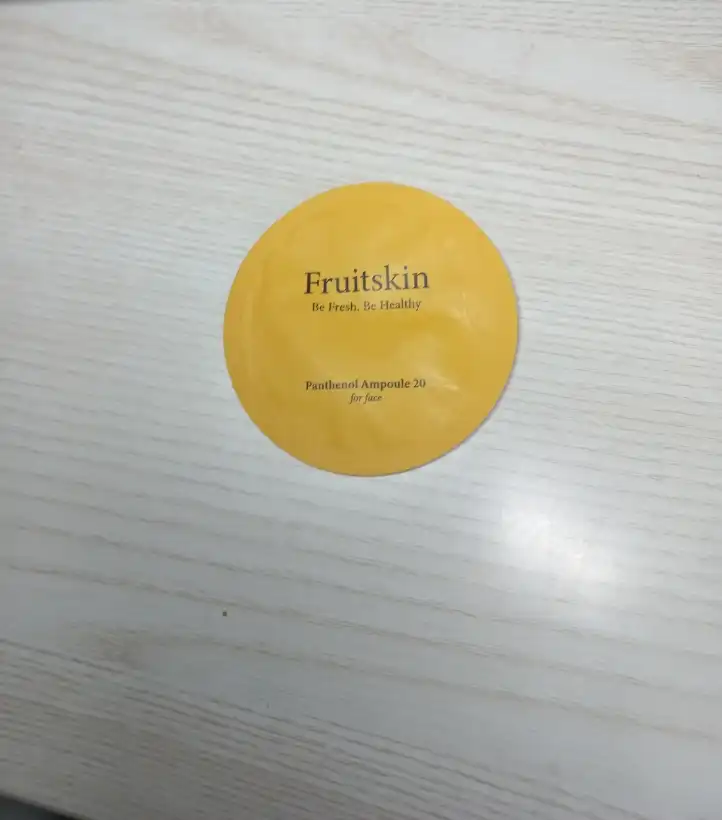 Fruitskin
Be Fresh. Be Healthy
Panthenol Ampoule 20
for face